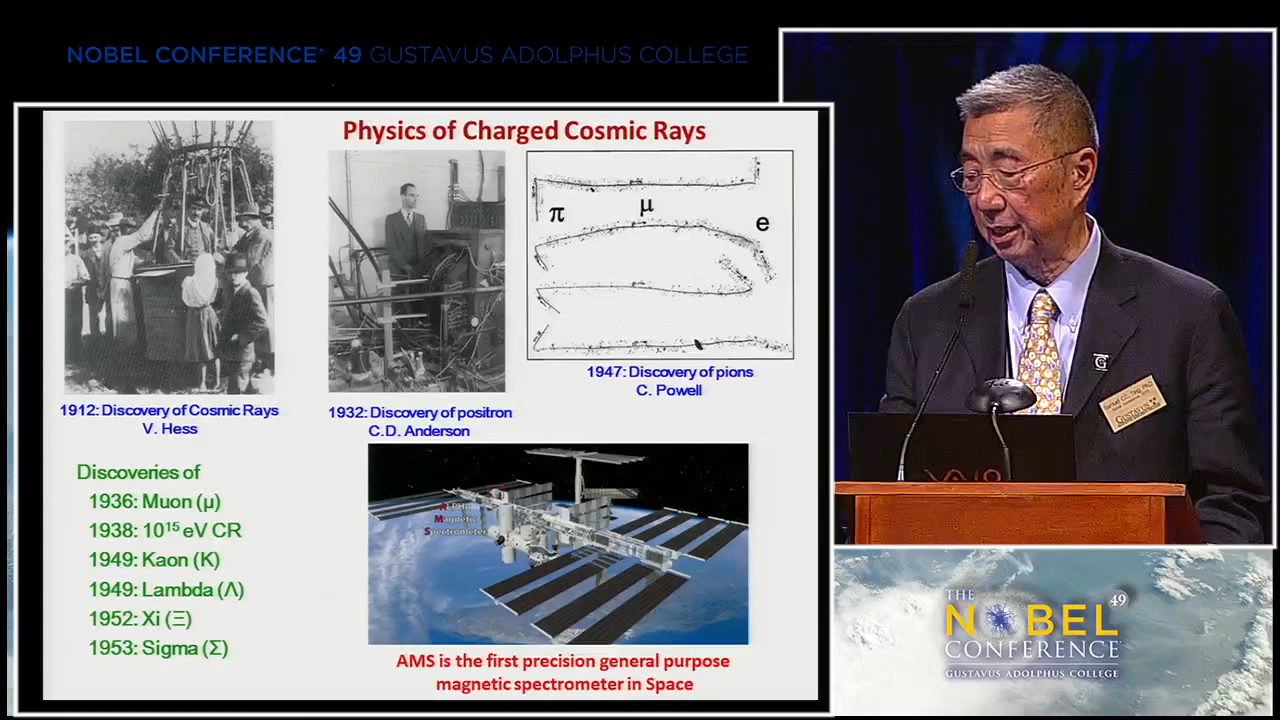 NOBEL CONFERENCE® 49 GUSTAVUS ADOLPHUS COLLEGE
Physics of Charged Cosmic Rays
π
μ
e
1947: Discovery of pions
C. Powell
1912: Discovery of Cosmic Rays
V. Hess
1932: Discovery of positron
C.D. Anderson
Discoveries of
1936: Muon (μ)
1938: 10¹⁵ eV CR
1949: Kaon (K)
1949: Lambda (Λ)
1952: Xi (Ξ)
1953: Sigma (Σ)
Magnetic
Spectrometer
AMS is the first precision general purpose
magnetic spectrometer in Space
G
GUSTAVUS
VAIO
THE
NOBEL 49
CONFERENCE
GUSTAVUS ADOLPHUS COLLEGE